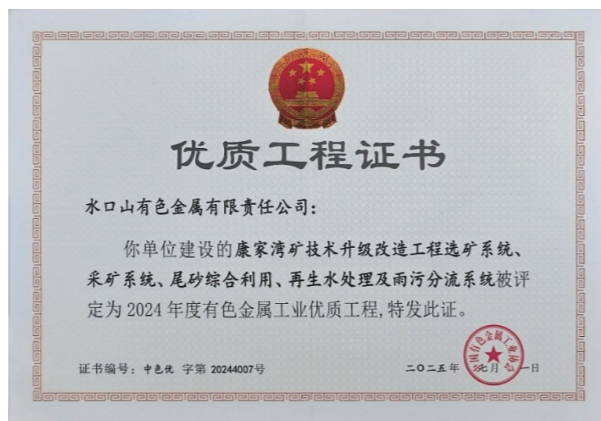 优质工程证书
水口山有色金属有限责任公司：
你单位建设的康家湾矿技术升级改造工程选矿系统、
采矿系统、尾砂综合利用、再生水处理及雨污分流系统被评
定为 2024 年度有色金属工业优质工程,特发此证。
证书编号：中色优 字第 20244007号
二〇二五年 七月 一日